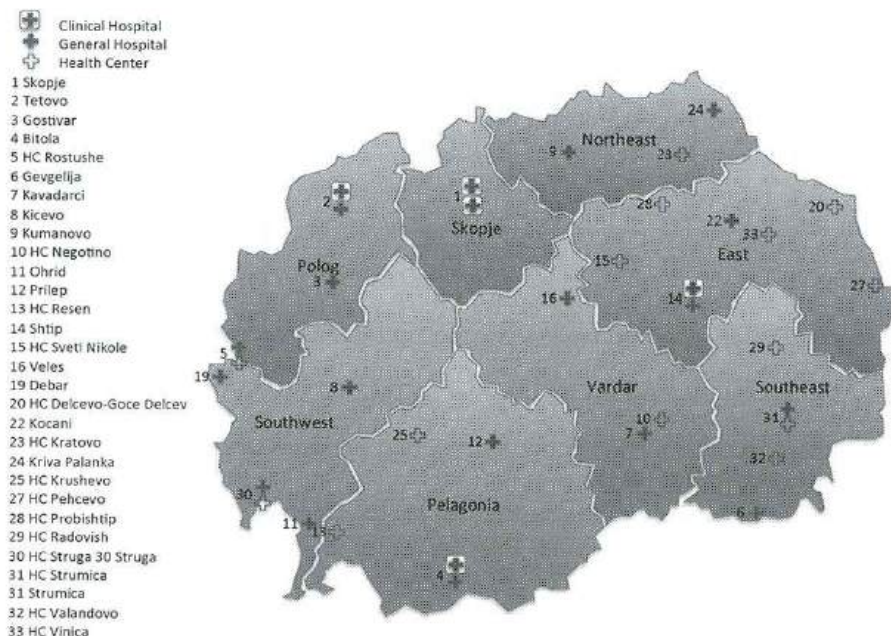 Clinical Hospital
General Hospital
Health Center
1 Skopje
2 Tetovo
3 Gostivar
4 Bitola
5 HC Rostushe
6 Gevgelija
7 Kavadarci
8 Kicevo
9 Kumanovo
10 HC Negotino
11 Ohrid
12 Prilep
13 HC Resen
14 Shtip
15 HC Sveti Nikole
16 Veles
19 Debar
20 HC Delcevo-Goce Delcev
22 Kocani
23 HC Kratovo
24 Kriva Palanka
25 HC Krushevo
27 HC Pehcevo
28 HC Probishtip
29 HC Radovish
30 HC Struga 30 Struga
31 HC Strumica
31 Strumica
32 HC Valandovo
33 HC Vinica
24
Northeast
9
23
2
1
28
20
22
33
Skopje
East
15
Polog
3
16
14
27
5
29
19
8
Vardar
Southeast
Southwest
25
12
10
31
7
32
30
Pelagonia
11
13
6
4